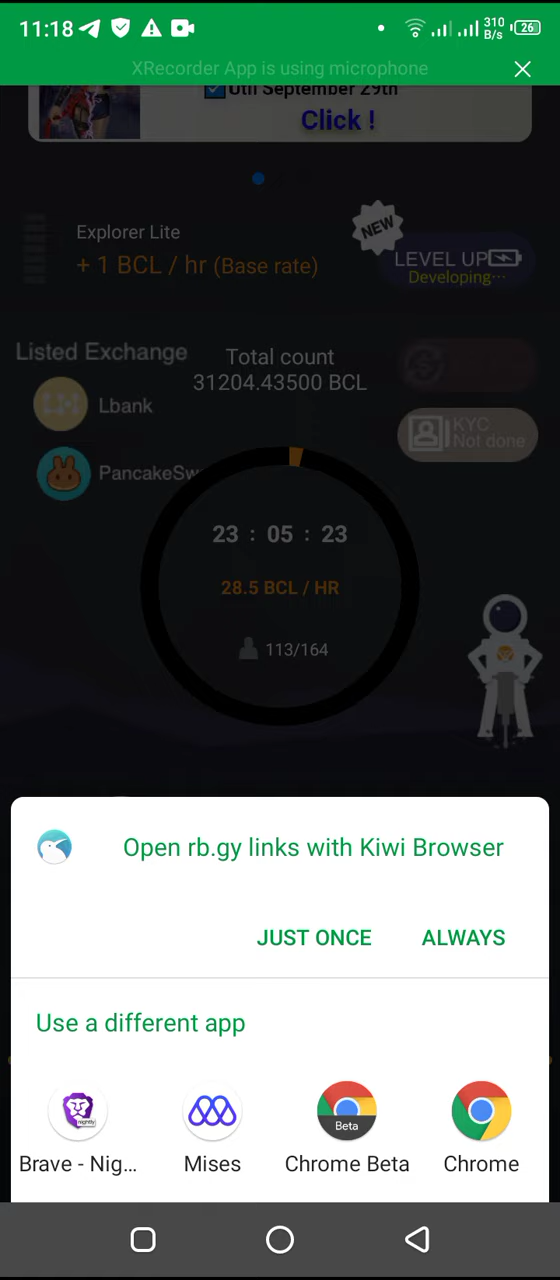 11:18
310 B/s
26
XRecorder App is using microphone
Util September 29th
Click !
Explorer Lite
NEW
+ 1 BCL / hr (Base rate)
LEVEL UP
Developing…
Listed Exchange
Total count
31204.43500 BCL
Lbank
KYC
Not done
PancakeSw
23 : 05 : 23
28.5 BCL / HR
113/164
Open rb.gy links with Kiwi Browser
JUST ONCE
ALWAYS
Use a different app
nightly
Beta
Brave - Nig...
Mises
Chrome Beta
Chrome